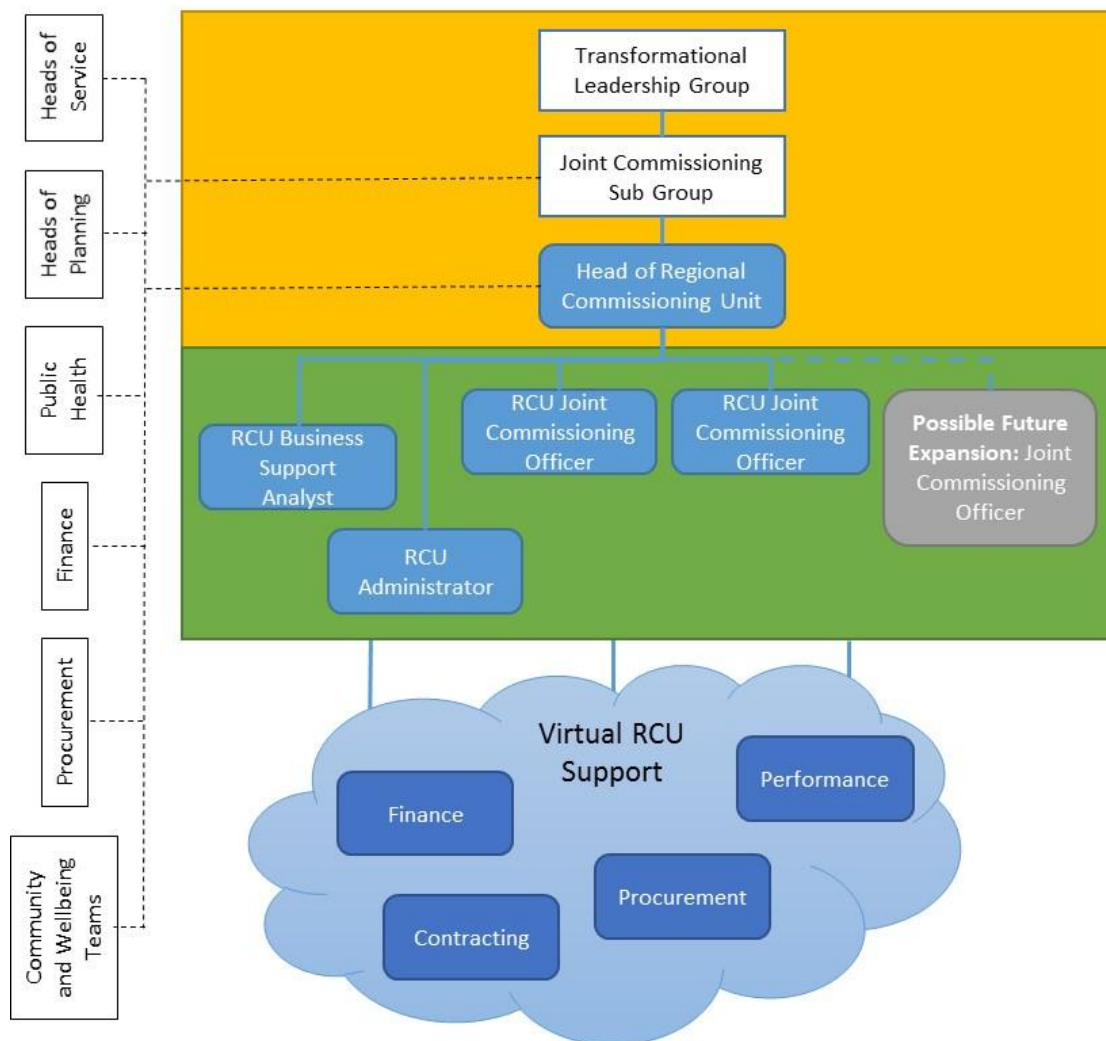 Heads of
Service
Heads of
Planning
Public
Health
Finance
Procurement
Community
and Wellbeing
Teams
Transformational
Leadership Group
Joint Commissioning
Sub Group
Head of Regional
Commissioning Unit
RCU Business
Support
Analyst
RCU
Administrator
RCU Joint
Commissioning
Officer
RCU Joint
Commissioning
Officer
Possible Future
Expansion: Joint
Commissioning
Officer
Virtual RCU
Support
Finance
Performance
Contracting
Procurement